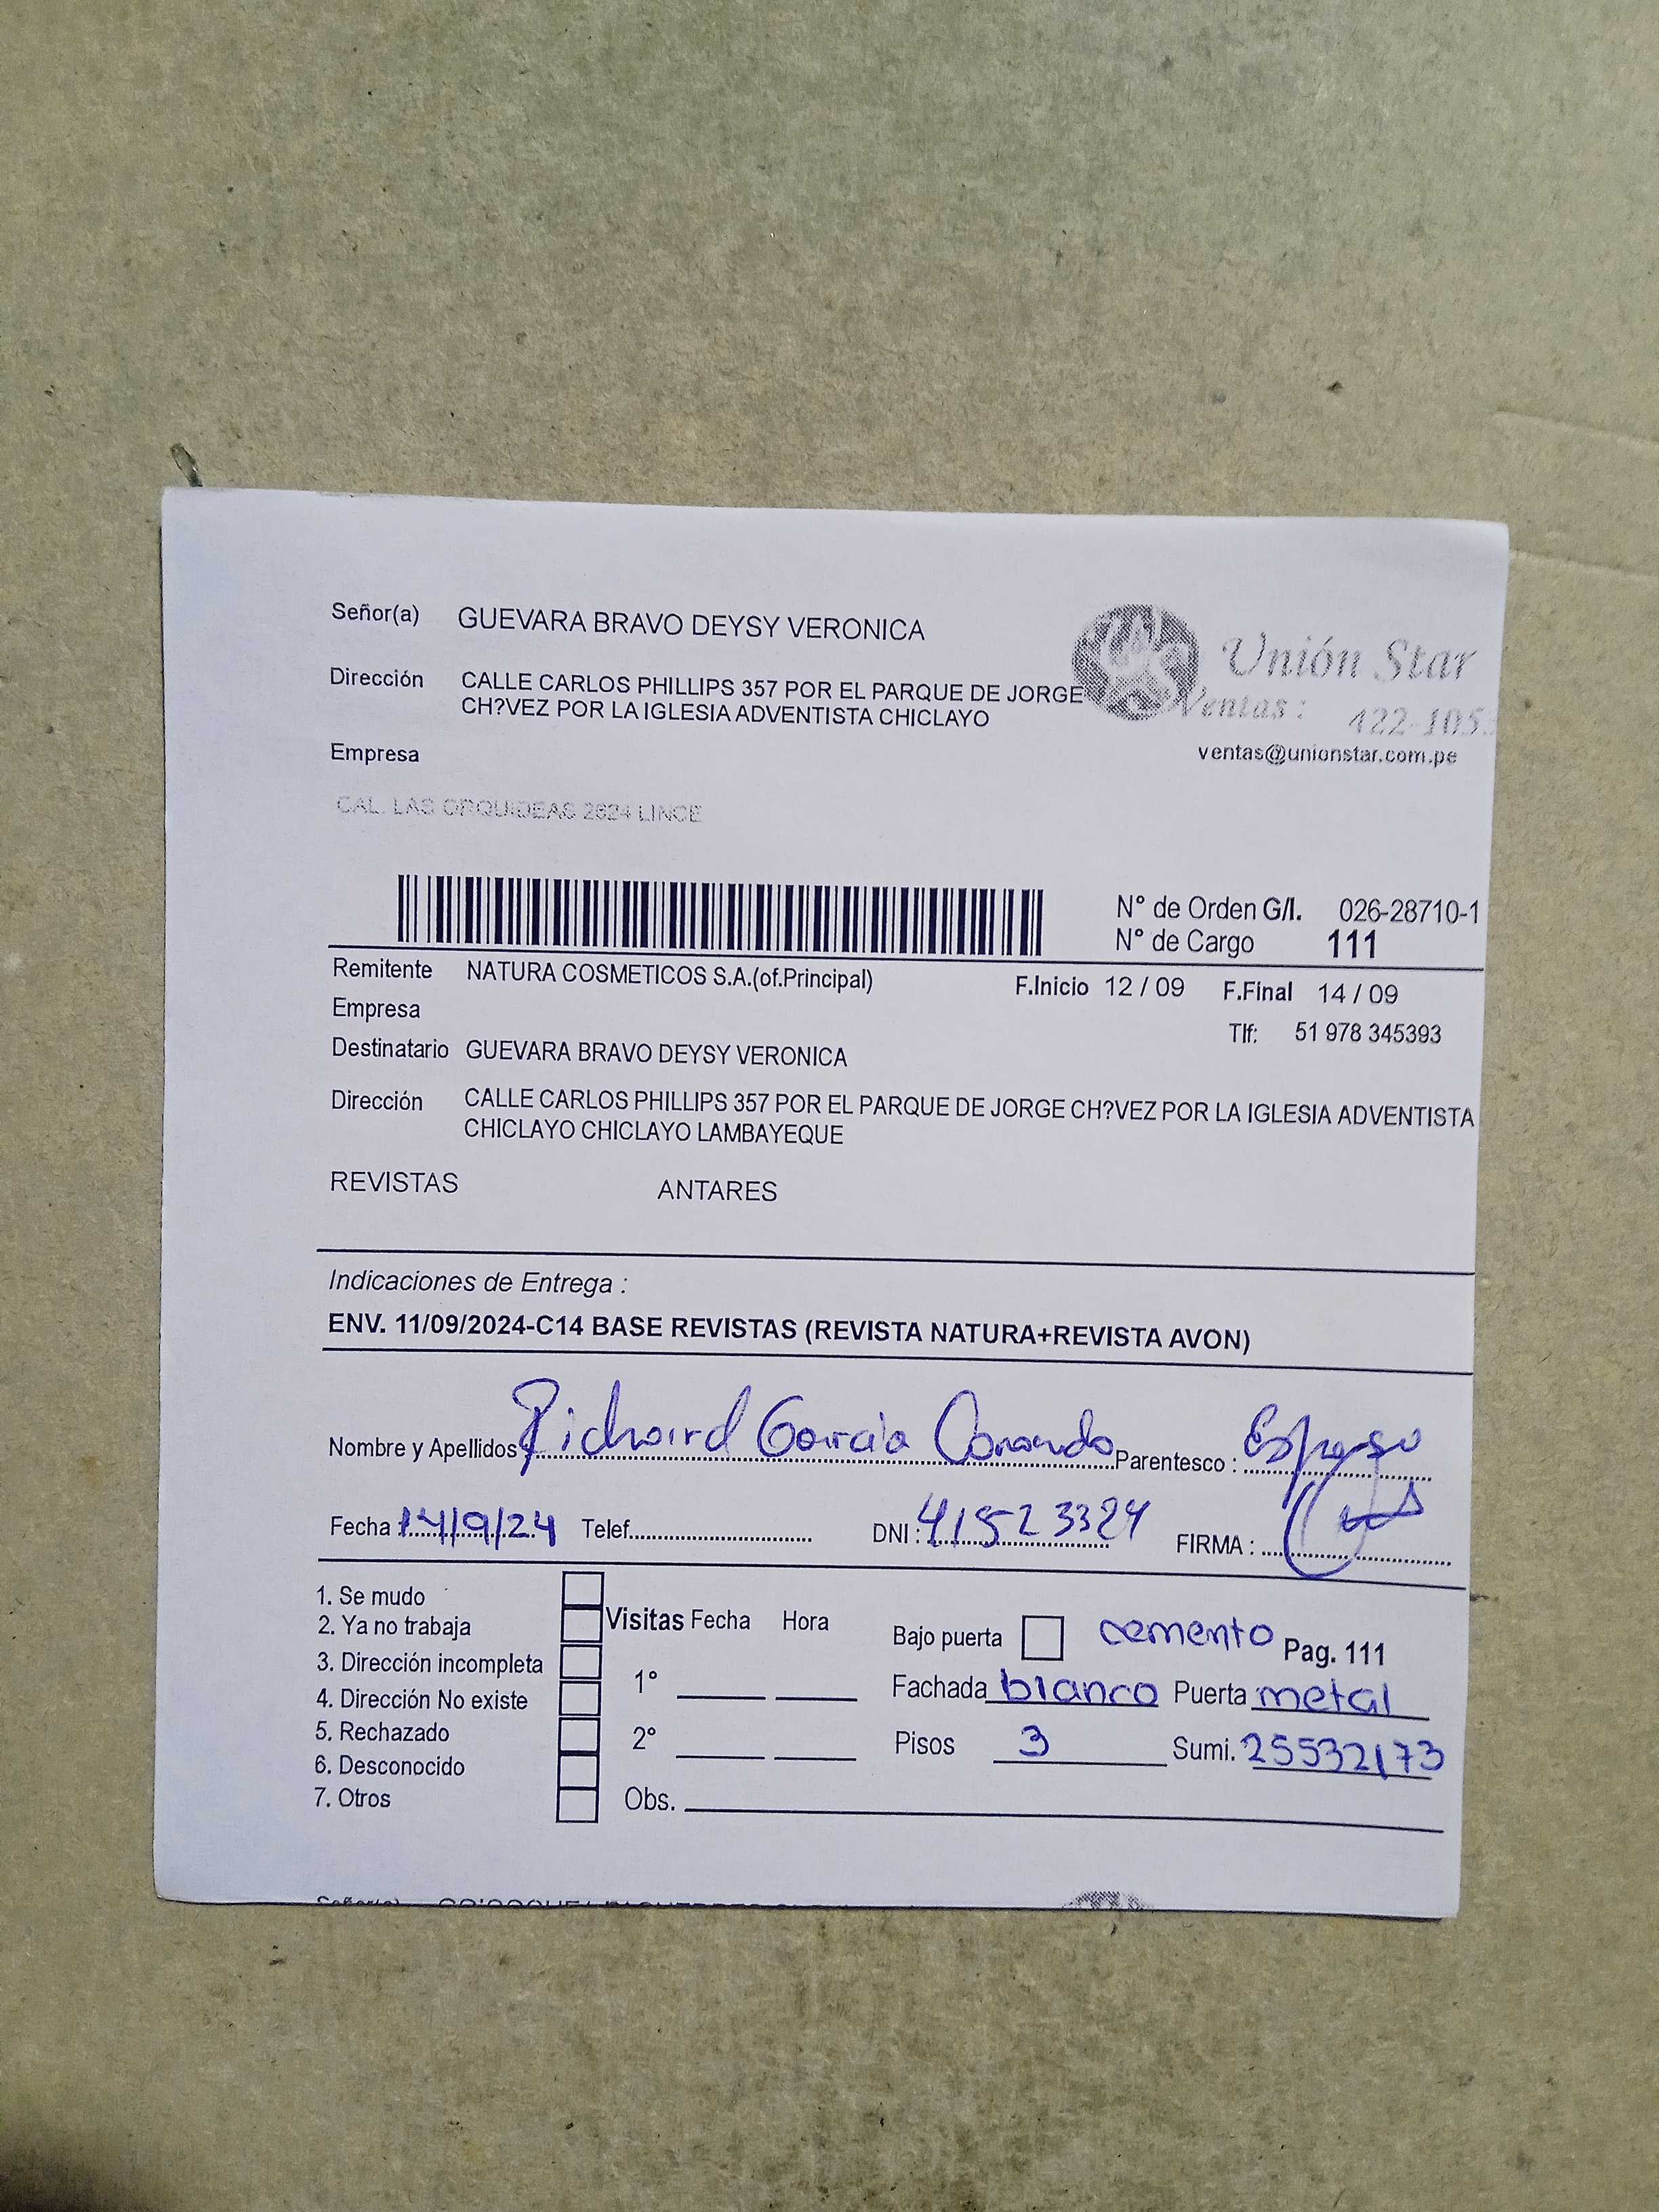 Señor(a) GUEVARA BRAVO DEYSY VERONICA
Unión Star
Dirección CALLE CARLOS PHILLIPS 357 POR EL PARQUE DE JORGE
CH?VEZ POR LA IGLESIA ADVENTISTA CHICLAYO
Ventas: 422-105
Empresa
ventas@unionstar.com.pe
CAL. LAS ORQUIDEAS 2624 LINCE
N° de Orden G/I. 026-28710-1
N° de Cargo 111
Remitente NATURA COSMETICOS S.A.(of.Principal) F.Inicio 12 / 09 F.Final 14 / 09
Empresa
Tlf: 51 978 345393
Destinatario GUEVARA BRAVO DEYSY VERONICA
Dirección CALLE CARLOS PHILLIPS 357 POR EL PARQUE DE JORGE CH?VEZ POR LA IGLESIA ADVENTISTA
CHICLAYO CHICLAYO LAMBAYEQUE
REVISTAS ANTARES
Indicaciones de Entrega :
ENV. 11/09/2024-C14 BASE REVISTAS (REVISTA NATURA+REVISTA AVON)
Nombre y Apellidos Richard García Parentesco : Esposo
Fecha 14/9/24 Telef. DNI : 41523324 FIRMA :
1. Se mudo
2. Ya no trabaja Visitas Fecha Hora Bajo puerta cemento Pag. 111
3. Dirección incompleta
4. Dirección No existe 1° Fachada blanco Puerta metal
5. Rechazado 2° Pisos 3 Sumi. 25532173
6. Desconocido
7. Otros Obs.
Señor(a)